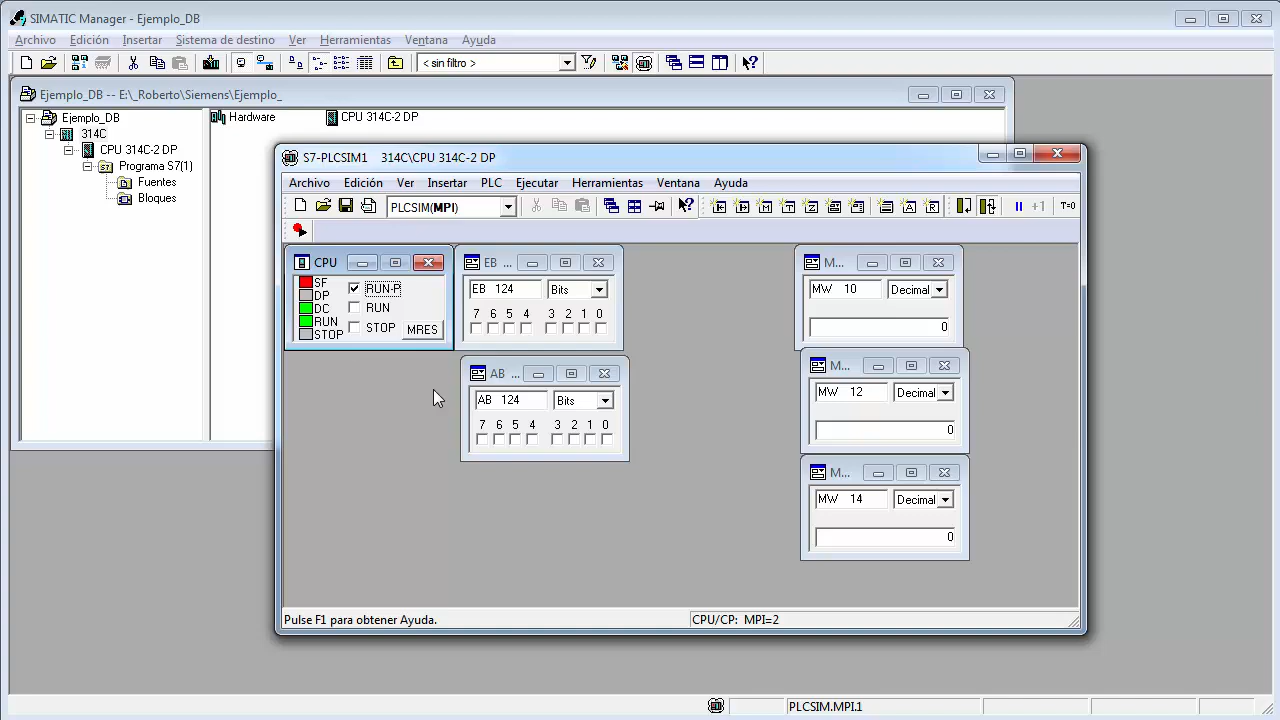 SIMATIC Manager - Ejemplo_DB
Archivo Edición Insertar Sistema de destino Ver Herramientas Ventana Ayuda
< sin filtro >
Ejemplo_DB -- E:\_Roberto\Siemens\Ejemplo_
Ejemplo_DB
314C
CPU 314C-2 DP
Programa S7(1)
Fuentes
Bloques
Hardware
CPU 314C-2 DP
S7-PLCSIM1 314C\CPU 314C-2 DP
Archivo Edición Ver Insertar PLC Ejecutar Herramientas Ventana Ayuda
PLCSIM(MPI)
+1
T=0
CPU
SF
DP
DC
RUN
STOP
RUN-P
RUN
STOP
MRES
EB ...
EB 124
Bits
7 6 5 4 3 2 1 0
AB ...
AB 124
Bits
7 6 5 4 3 2 1 0
M...
MW 10
Decimal
0
M...
MW 12
Decimal
0
M...
MW 14
Decimal
0
Pulse F1 para obtener Ayuda.
CPU/CP: MPI=2
PLCSIM.MPI.1